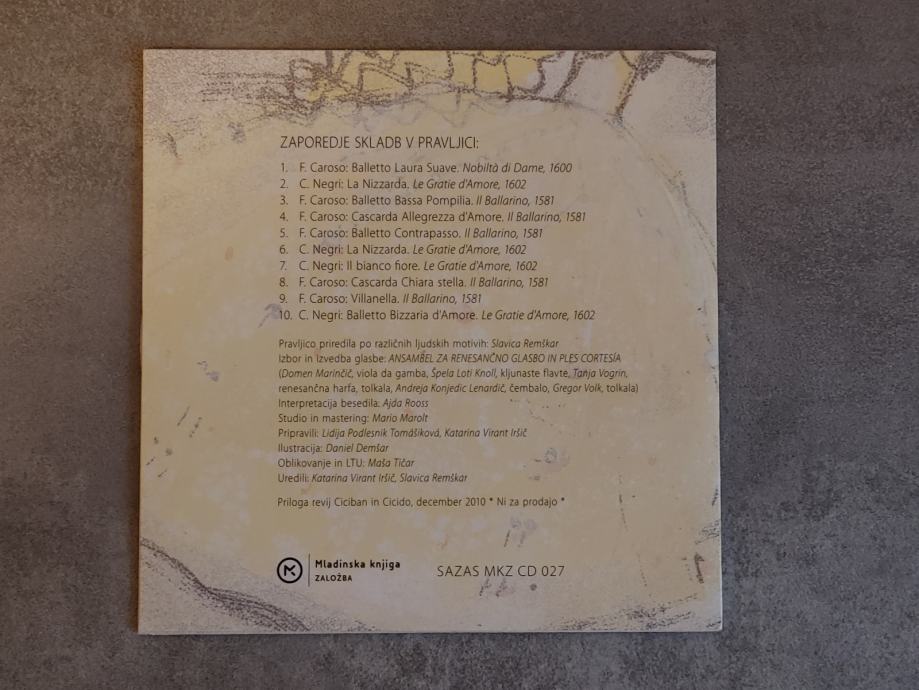 ZAPOREDJE SKLADB V PRAVLJICI:
1. F. Caroso: Balletto Laura Suave. Nobiltà di Dame, 1600
2. C. Negri: La Nizzarda. Le Gratie d'Amore, 1602
3. F. Caroso: Balletto Bassa Pompilia. Il Ballarino, 1581
4. F. Caroso: Cascarda Allegrezza d'Amore. Il Ballarino, 1581
5. F. Caroso: Balletto Contrapasso. Il Ballarino, 1581
6. C. Negri: La Nizzarda. Le Gratie d'Amore, 1602
7. C. Negri: Il bianco fiore. Le Gratie d'Amore, 1602
8. F. Caroso: Cascarda Chiara stella. Il Ballarino, 1581
9. F. Caroso: Villanella. Il Ballarino, 1581
10. C. Negri: Balletto Bizzaria d'Amore. Le Gratie d'Amore, 1602
Pravljico priredila po različnih ljudskih motivih: Slavica Remškar
Izbor in izvedba glasbe: ANSAMBEL ZA RENESANČNO GLASBO IN PLES CORTESÍA
(Domen Marinčič, viola da gamba, Špela Loti Knoll, kljunaste flavte, Tanja Vogrin,
renesančna harfa, tolkala, Andreja Konjedic Lenardič, čembalo, Gregor Volk, tolkala)
Interpretacija besedila: Ajda Rooss
Studio in mastering: Mario Marolt
Pripravili: Lidija Podlesnik Tomášiková, Katarina Virant Iršič
Ilustracija: Daniel Demšar
Oblikovanje in LTU: Maša Tičar
Uredili: Katarina Virant Iršič, Slavica Remškar
Priloga revij Ciciban in Cicido, december 2010 * Ni za prodajo *
Mladinska knjiga
ZALOŽBA
SAZAS MKZ CD 027